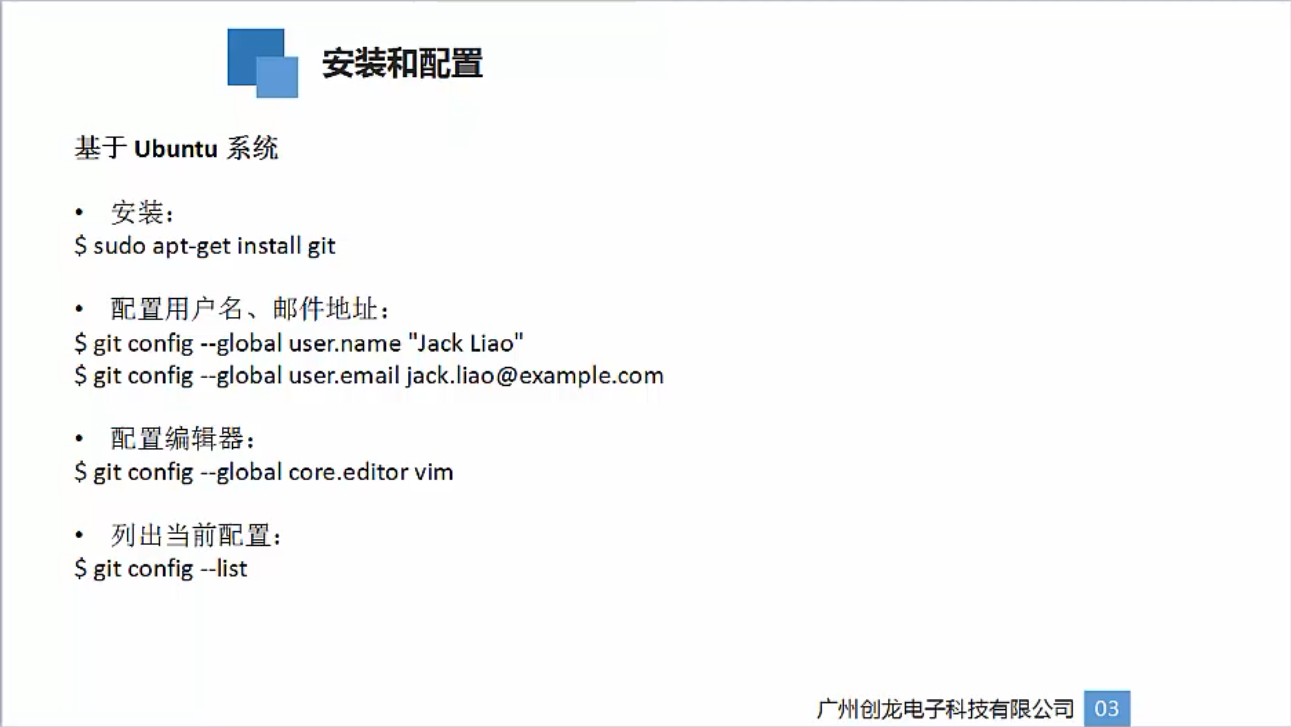 安装和配置
基于 Ubuntu 系统
• 安装：
$ sudo apt-get install git
• 配置用户名、邮件地址：
$ git config --global user.name "Jack Liao"
$ git config --global user.email jack.liao@example.com
• 配置编辑器：
$ git config --global core.editor vim
• 列出当前配置：
$ git config --list
广州创龙电子科技有限公司 03